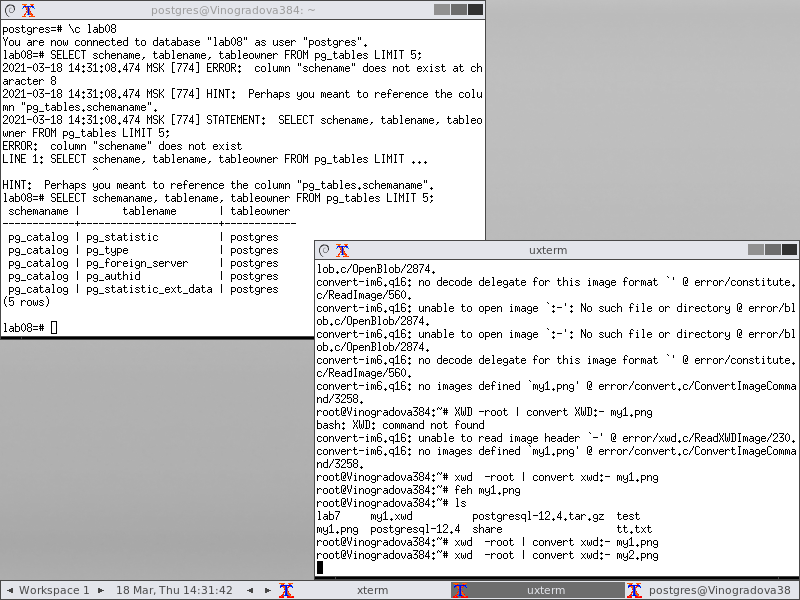 postgres@Vinogradova384: ~
postgres=# \c lab08
You are now connected to database "lab08" as user "postgres".
lab08=# SELECT schename, tablename, tableowner FROM pg_tables LIMIT 5;
2021-03-18 14:31:08.474 MSK [774] ERROR:  column "schename" does not exist at ch
aracter 8
2021-03-18 14:31:08.474 MSK [774] HINT:  Perhaps you meant to reference the colu
mn "pg_tables.schemaname".
2021-03-18 14:31:08.474 MSK [774] STATEMENT:  SELECT schename, tablename, tableo
wner FROM pg_tables LIMIT 5;
ERROR:  column "schename" does not exist
LINE 1: SELECT schename, tablename, tableowner FROM pg_tables LIMIT ...
^
HINT:  Perhaps you meant to reference the column "pg_tables.schemaname".
lab08=# SELECT schemaname, tablename, tableowner FROM pg_tables LIMIT 5;
schemaname |      tablename       | tableowner
------------+-----------------------+------------
pg_catalog | pg_statistic          | postgres
pg_catalog | pg_type               | postgres
pg_catalog | pg_foreign_server     | postgres
pg_catalog | pg_authid             | postgres
pg_catalog | pg_statistic_ext_data | postgres
(5 rows)
lab08=#
uxterm
lob.c/OpenBlob/2874.
convert-im6.q16: no decode delegate for this image format `' @ error/constitute.
c/ReadImage/560.
convert-im6.q16: unable to open image `:-': No such file or directory @ error/bl
ob.c/OpenBlob/2874.
convert-im6.q16: unable to open image `:-': No such file or directory @ error/bl
ob.c/OpenBlob/2874.
convert-im6.q16: no decode delegate for this image format `' @ error/constitute.
c/ReadImage/560.
convert-im6.q16: no images defined `my1.png' @ error/convert.c/ConvertImageComma
nd/3258.
root@Vinogradova384:~# XWD -root | convert XWD:- my1.png
bash: XWD: command not found
convert-im6.q16: unable to read image header `-' @ error/xwd.c/ReadXWDImage/230.
convert-im6.q16: no images defined `my1.png' @ error/convert.c/ConvertImageComma
nd/3258.
root@Vinogradova384:~# xwd  -root | convert xwd:- my1.png
root@Vinogradova384:~# feh my1.png
root@Vinogradova384:~# ls
lab7     my1.xwd         postgresql-12.4.tar.gz  test
my1.png  postgresql-12.4  share                   tt.txt
root@Vinogradova384:~# xwd  -root | convert xwd:- my1.png
root@Vinogradova384:~# xwd  -root | convert xwd:- my2.png
Workspace 1
18 Mar, Thu 14:31:42
xterm
uxterm
postgres@Vinogradova38